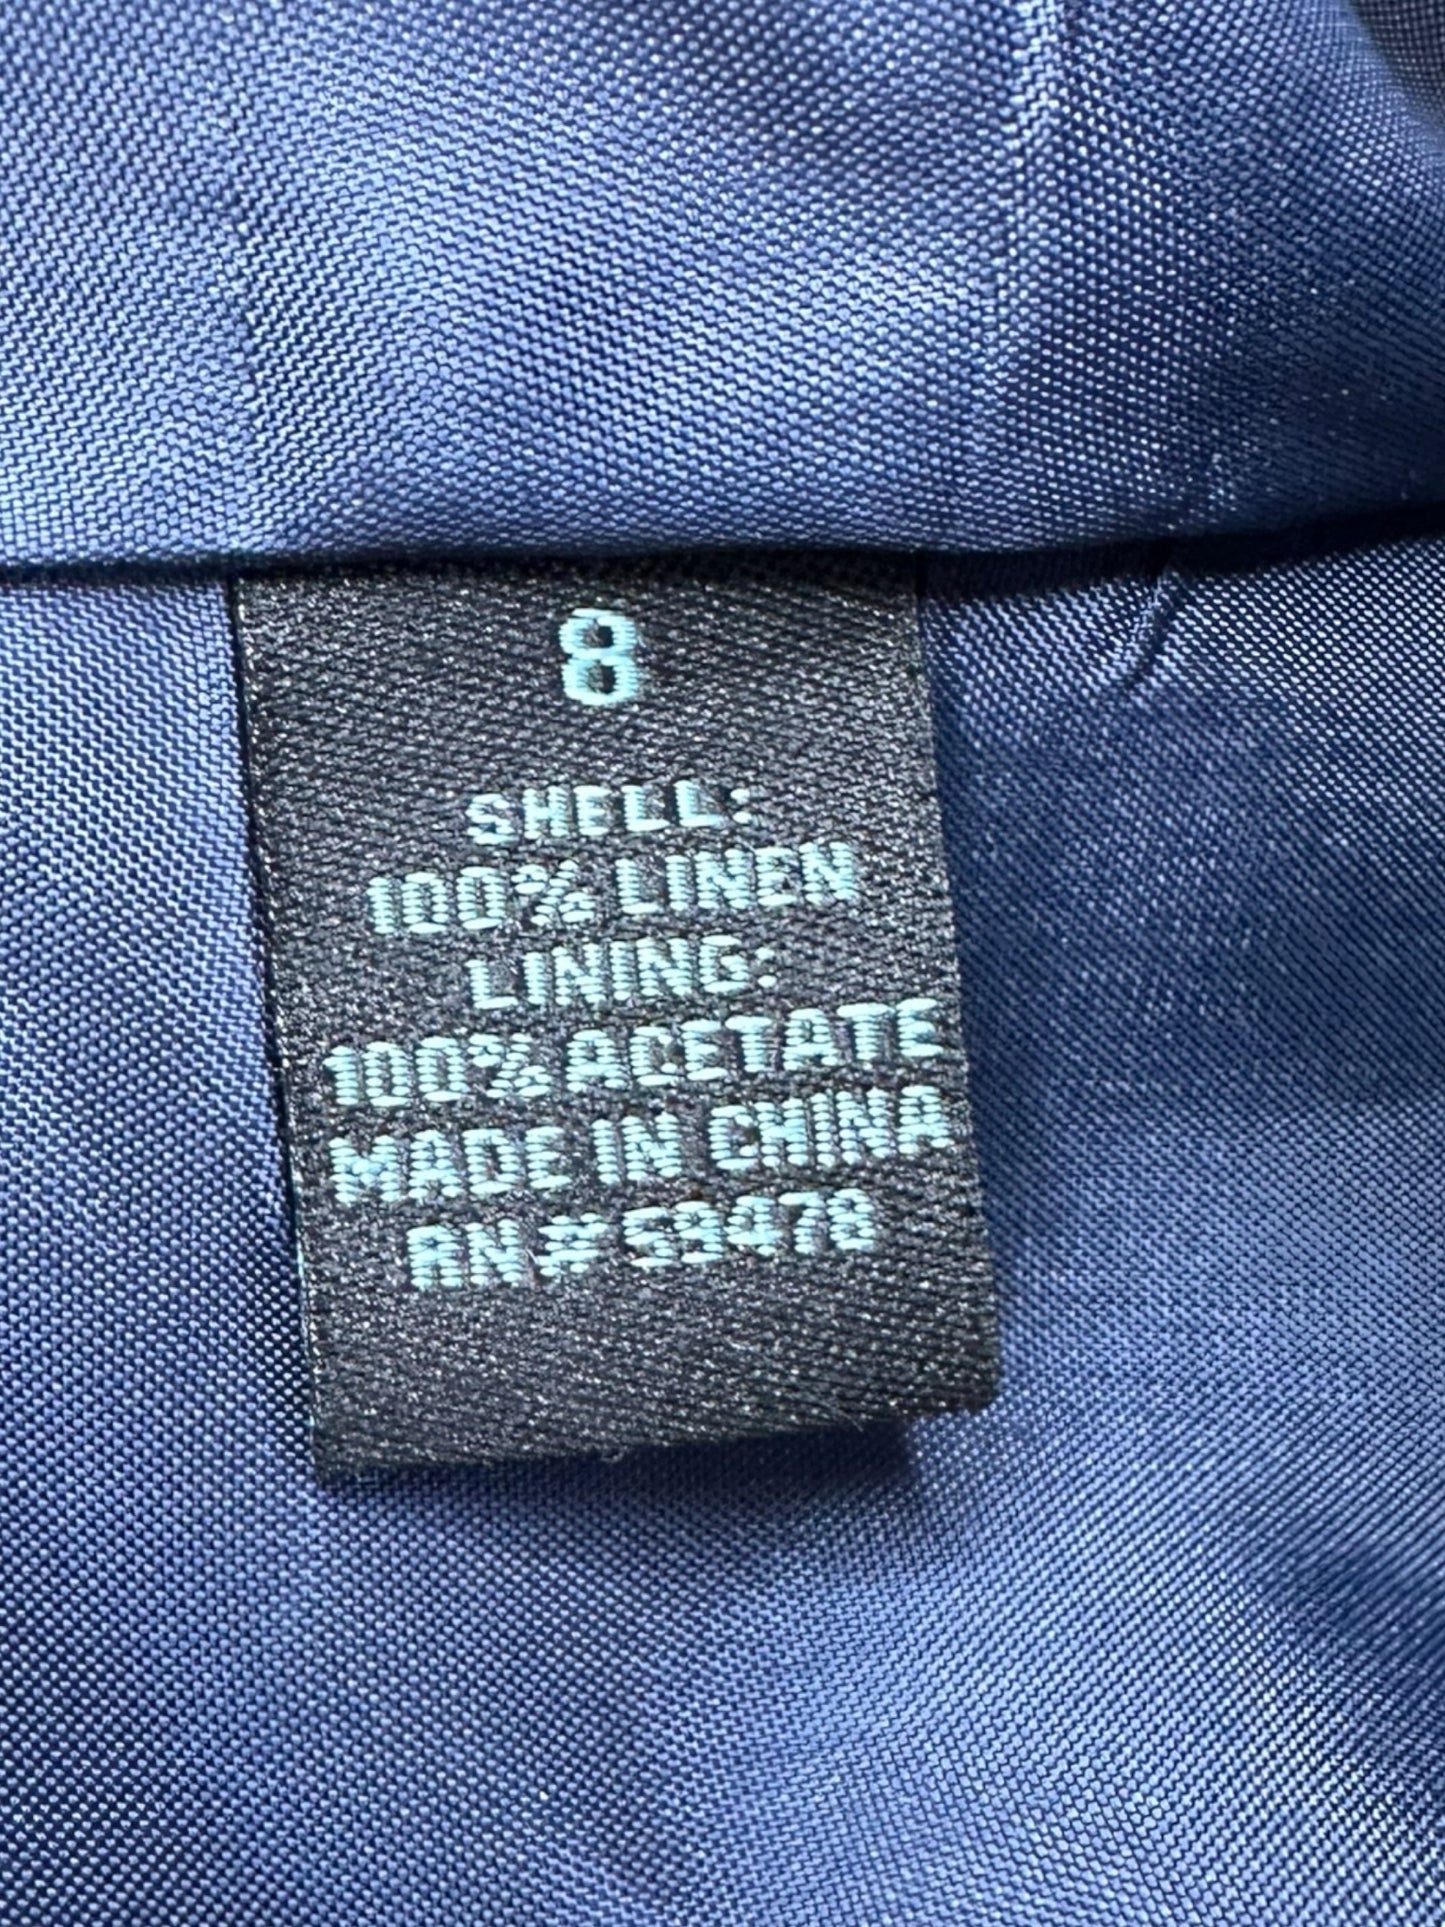 8
SHELL:
100% LINEN
LINING:
100% ACETATE
MADE IN CHINA
RN # 59478